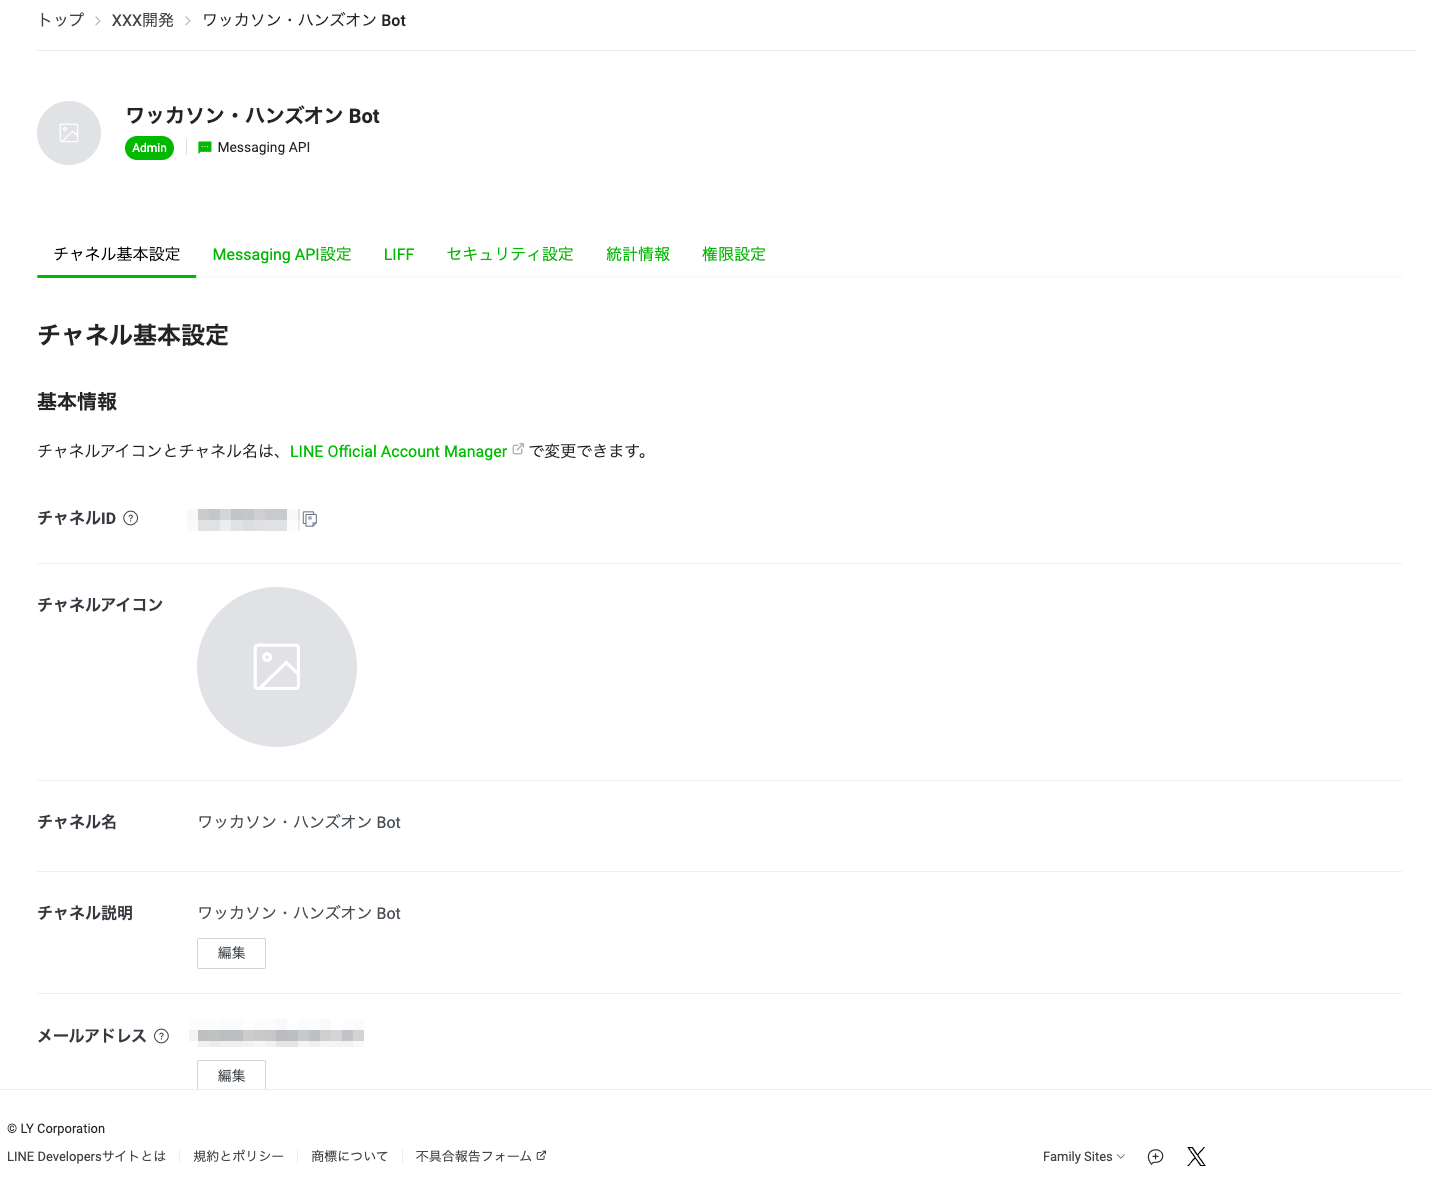 トップ > XXX開発 > ワッカソン・ハンズオン Bot
ワッカソン・ハンズオン Bot
Admin Messaging API
チャネル基本設定 Messaging API設定 LIFF セキュリティ設定 統計情報 権限設定
チャネル基本設定
基本情報
チャネルアイコンとチャネル名は、LINE Official Account Manager で変更できます。
チャネルID
チャネルアイコン
チャネル名 ワッカソン・ハンズオン Bot
チャネル説明 ワッカソン・ハンズオン Bot
編集
メールアドレス
編集
© LY Corporation
LINE Developersサイトとは 規約とポリシー 商標について 不具合報告フォーム Family Sites